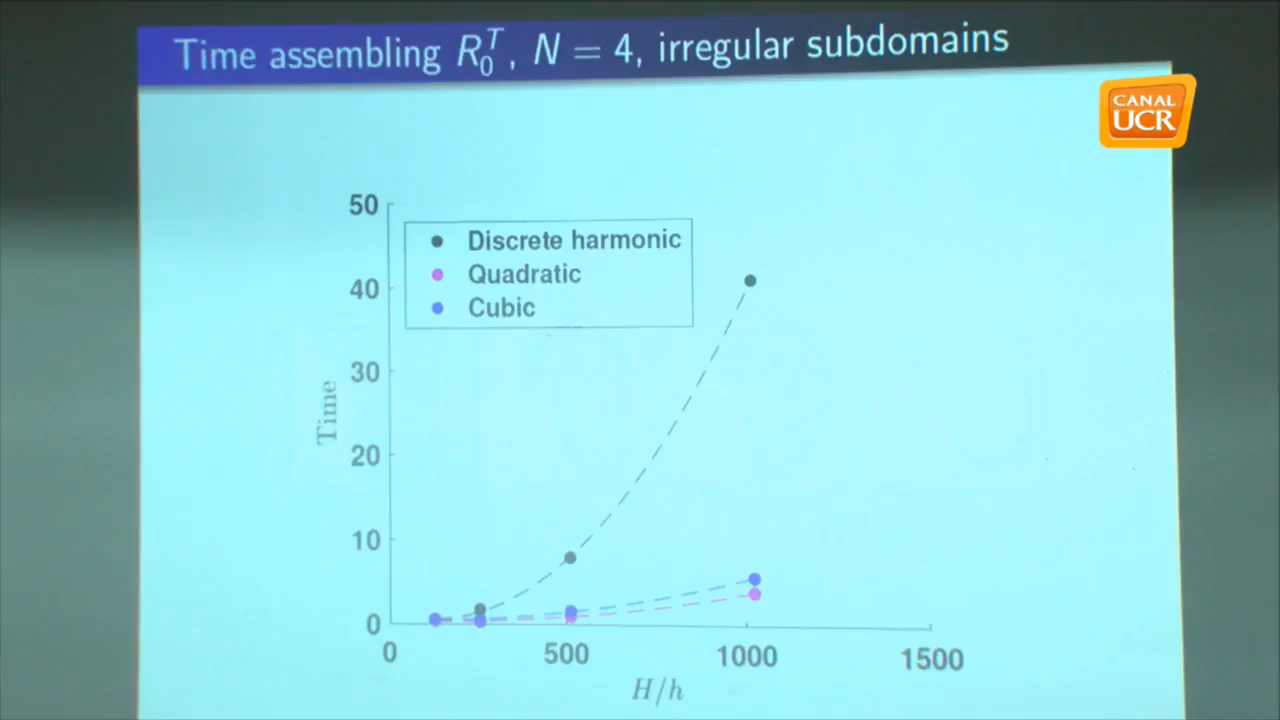 Time assembling R_0^T, N = 4, irregular subdomains
CANAL
UCR
50
Discrete harmonic
Quadratic
Cubic
40
30
Time
20
10
0
0 500 1000 1500
H/h